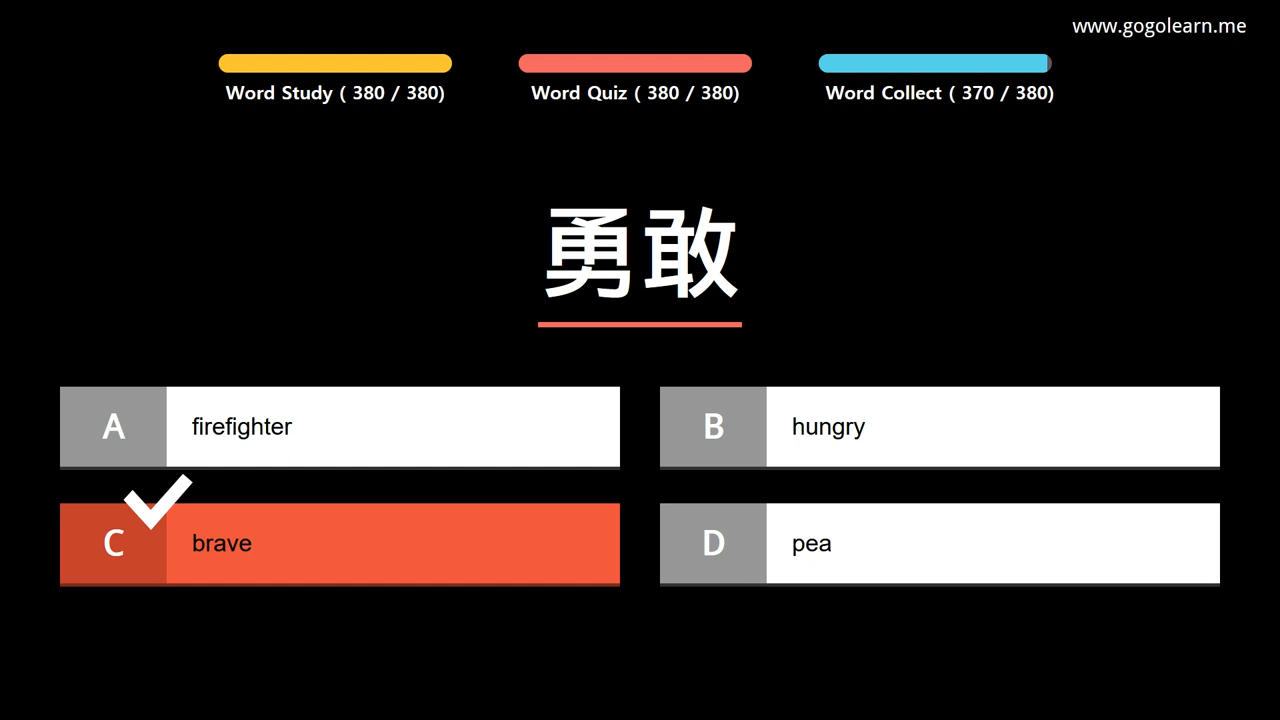 www.gogolearn.me
Word Study ( 380 / 380)
Word Quiz ( 380 / 380)
Word Collect ( 370 / 380)
勇敢
A firefighter
B hungry
C brave
D pea